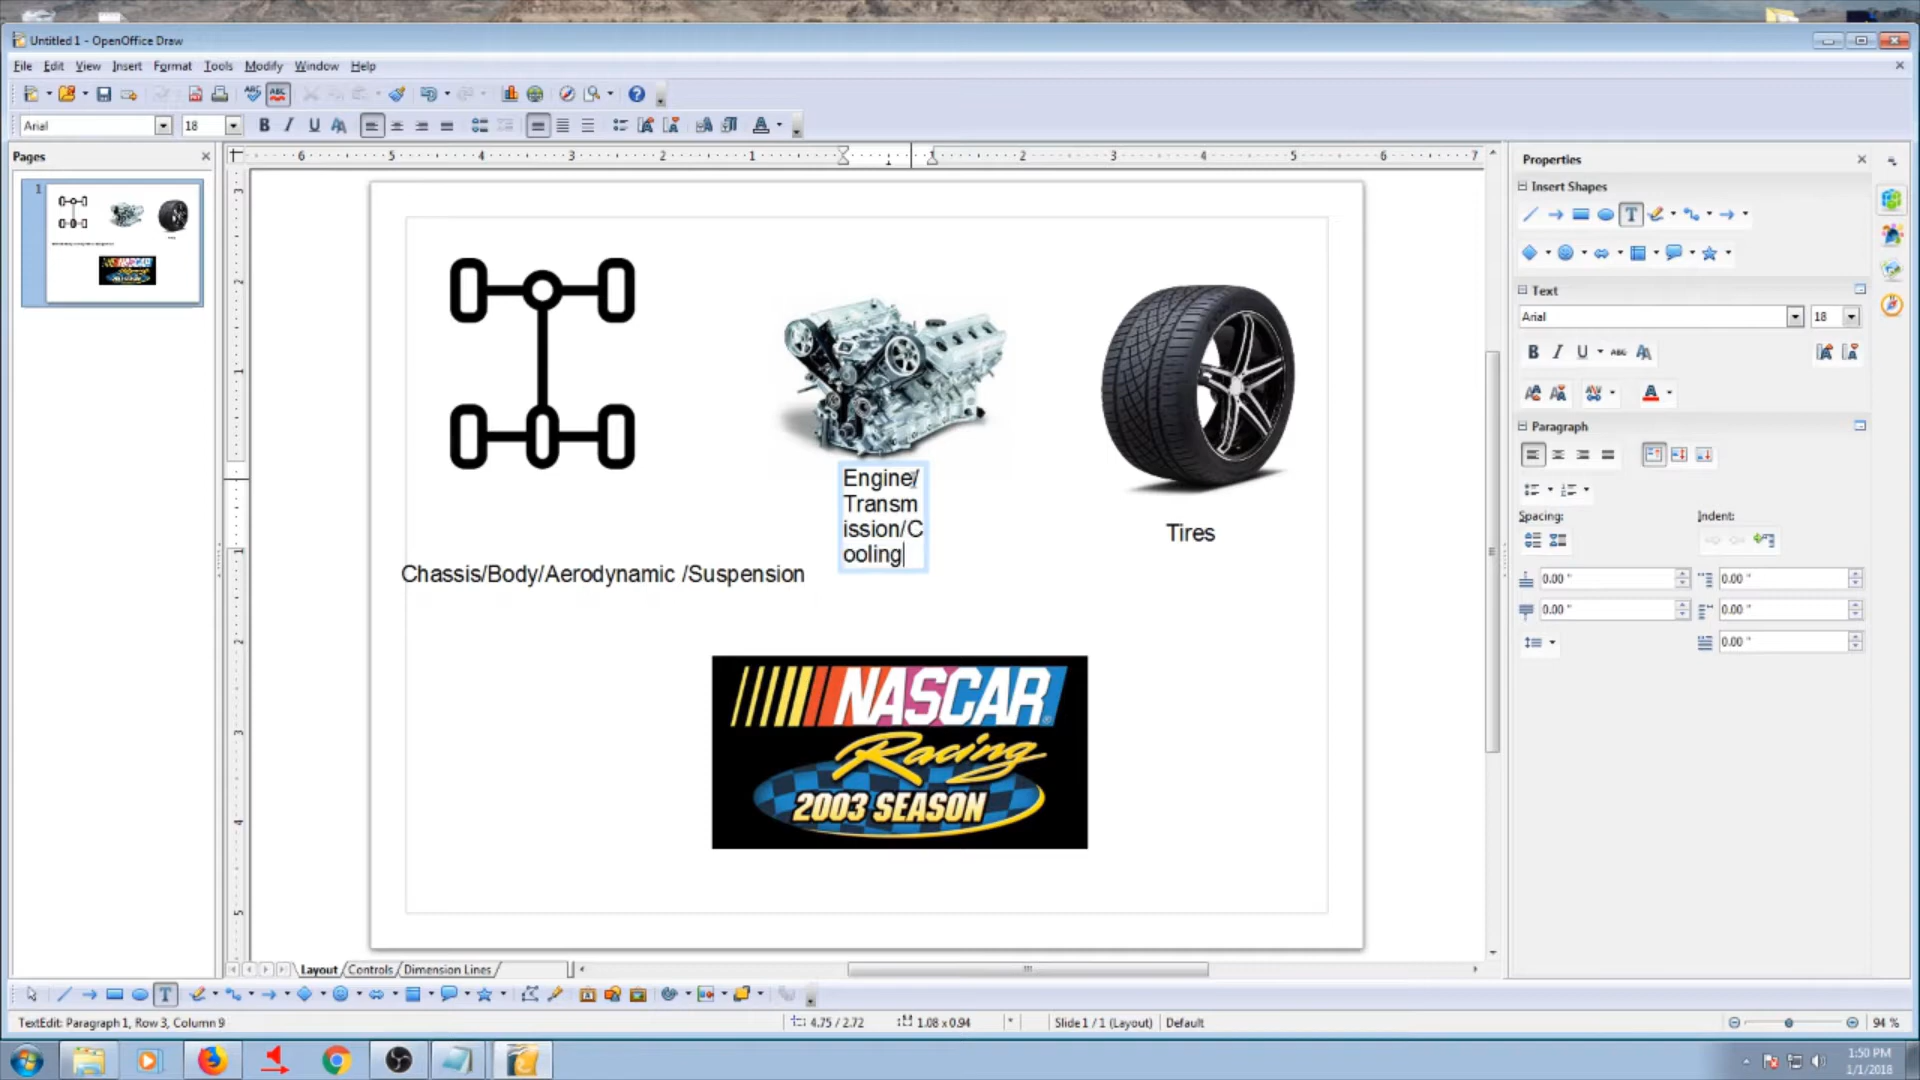 Untitled 1 - OpenOffice Draw
File Edit View Insert Format Tools Modify Window Help
Arial 18
Pages
Properties
Insert Shapes
1
Text
Arial 18
Paragraph
Spacing: Indent:
0.00 " 0.00 "
0.00 " 0.00 "
0.00 "
Engine/
Transm
ission/C
ooling
Tires
Chassis/Body/Aerodynamic /Suspension
NASCAR
Racing
2003 SEASON
Layout Controls Dimension Lines
TextEdit: Paragraph 1, Row 3, Column 9 4.75 / 2.72 1.08 x 0.94 * Slide 1 / 1 (Layout) Default 94 %
1:50 PM
1/1/2018